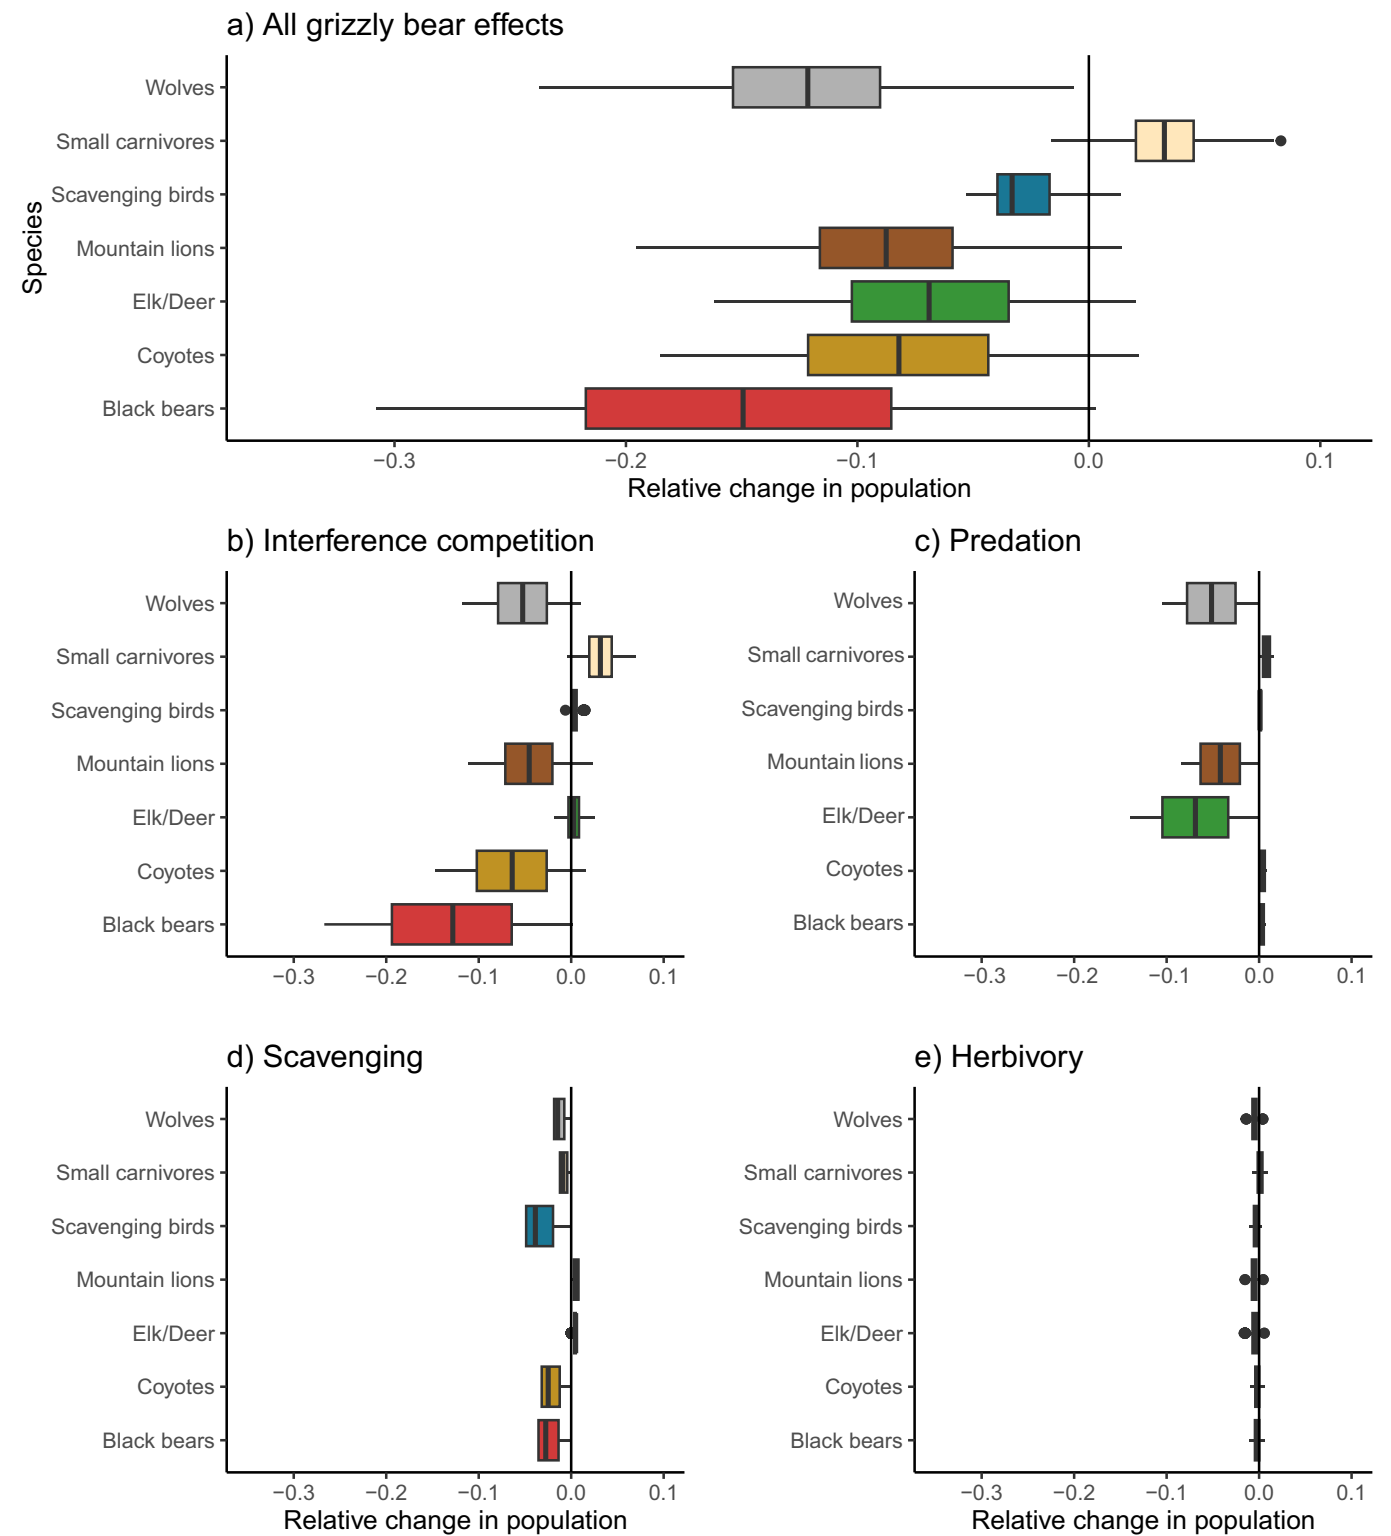 a) All grizzly bear effects
Species
Wolves
Small carnivores
Scavenging birds
Mountain lions
Elk/Deer
Coyotes
Black bears
−0.3 −0.2 −0.1 0.0 0.1
Relative change in population
b) Interference competition
Wolves
Small carnivores
Scavenging birds
Mountain lions
Elk/Deer
Coyotes
Black bears
−0.3 −0.2 −0.1 0.0 0.1
c) Predation
Wolves
Small carnivores
Scavenging birds
Mountain lions
Elk/Deer
Coyotes
Black bears
−0.3 −0.2 −0.1 0.0 0.1
d) Scavenging
Wolves
Small carnivores
Scavenging birds
Mountain lions
Elk/Deer
Coyotes
Black bears
−0.3 −0.2 −0.1 0.0 0.1
Relative change in population
e) Herbivory
Wolves
Small carnivores
Scavenging birds
Mountain lions
Elk/Deer
Coyotes
Black bears
−0.3 −0.2 −0.1 0.0 0.1
Relative change in population